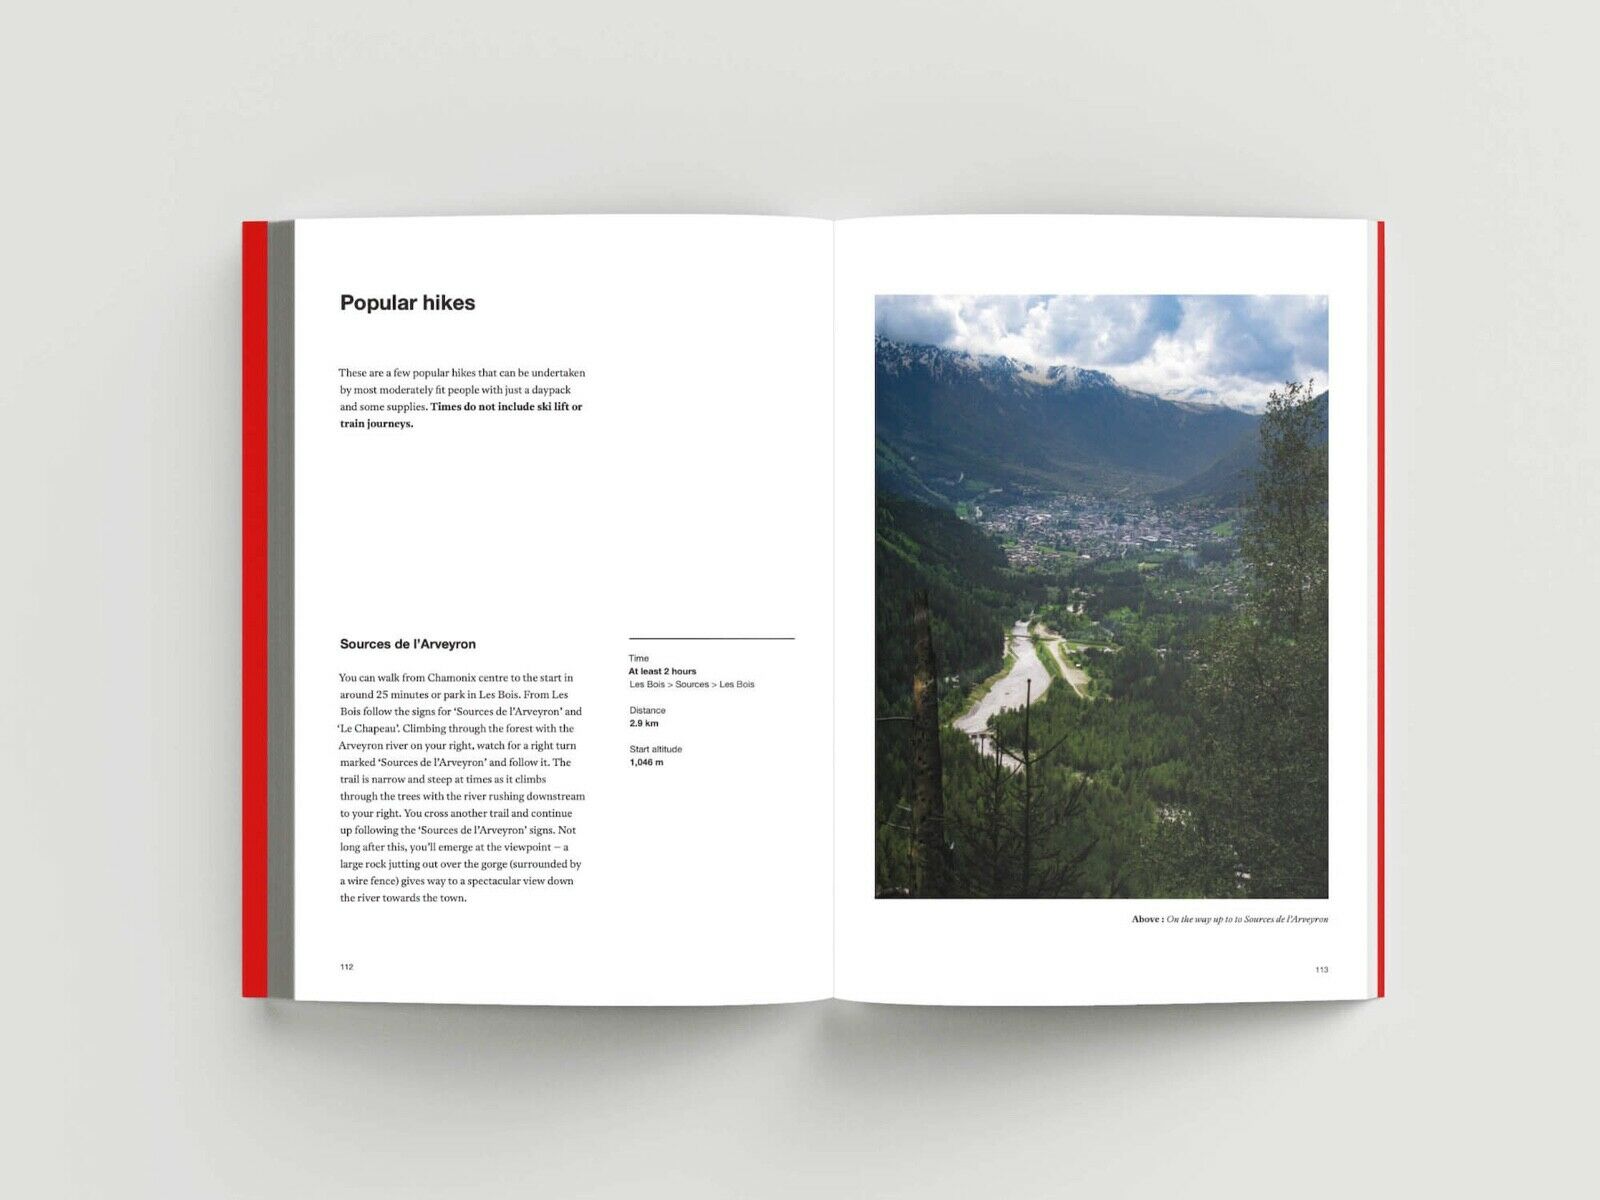 Popular hikes
These are a few popular hikes that can be undertaken
by most moderately fit people with just a daypack
and some supplies. Times do not include ski lift or
train journeys.
Sources de l'Arveyron
You can walk from Chamonix centre to the start in
around 25 minutes or park in Les Bois. From Les
Bois follow the signs for ‘Sources de l’Arveyron’ and
‘Le Chapeau’. Climbing through the forest with the
Arveyron river on your right, watch for a right turn
marked ‘Sources de l’Arveyron’ and follow it. The
trail is narrow and steep at times as it climbs
through the trees with the river rushing downstream
to your right. You cross another trail and continue
up following the ‘Sources de l’Arveyron’ signs. Not
long after this, you’ll emerge at the viewpoint – a
large rock jutting out over the gorge (surrounded by
a wire fence) gives way to a spectacular view down
the river towards the town.
Time
At least 2 hours
Les Bois > Sources > Les Bois
Distance
2.9 km
Start altitude
1,046 m
112
Above : On the way up to to Sources de l’Arveyron
113